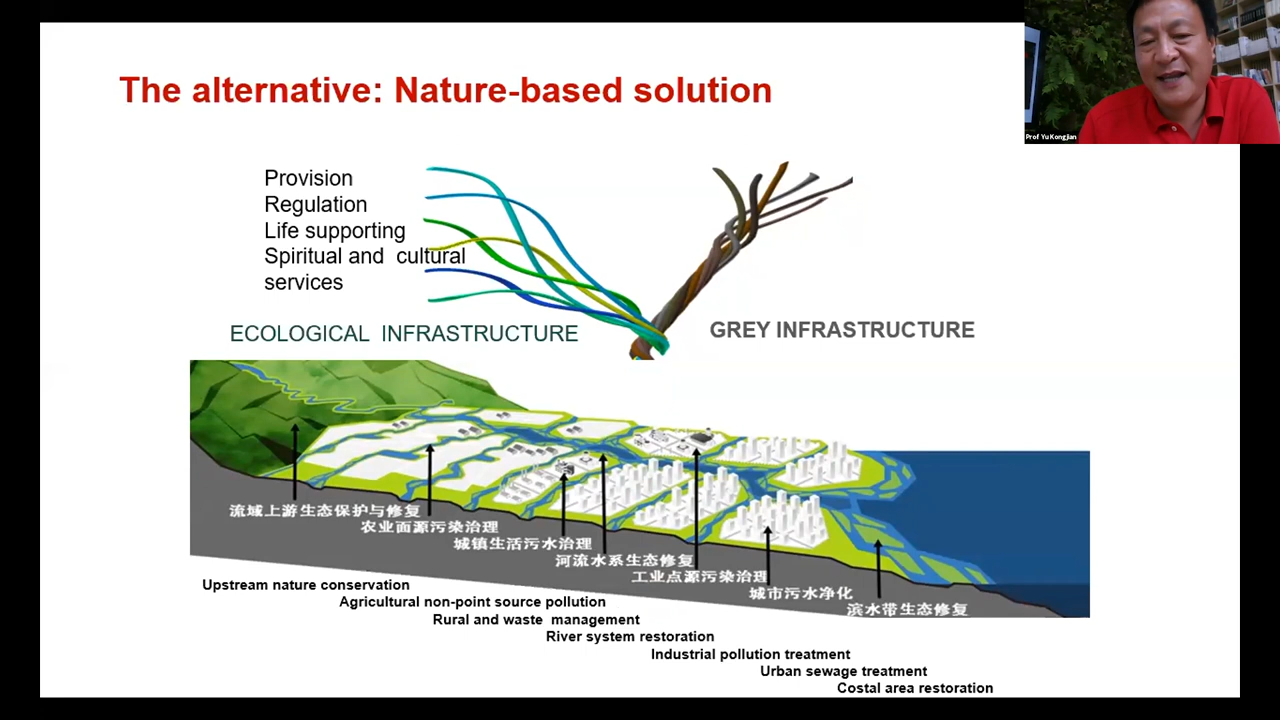 The alternative: Nature-based solution
Prof Yu Kongjian
Provision
Regulation
Life supporting
Spiritual and cultural
services
ECOLOGICAL INFRASTRUCTURE
GREY INFRASTRUCTURE
流域上游生态保护与修复
农业面源污染治理
城镇生活污水治理
河流水系生态修复
工业点源污染治理
城市污水净化
滨水带生态修复
Upstream nature conservation
Agricultural non-point source pollution
Rural and waste management
River system restoration
Industrial pollution treatment
Urban sewage treatment
Costal area restoration